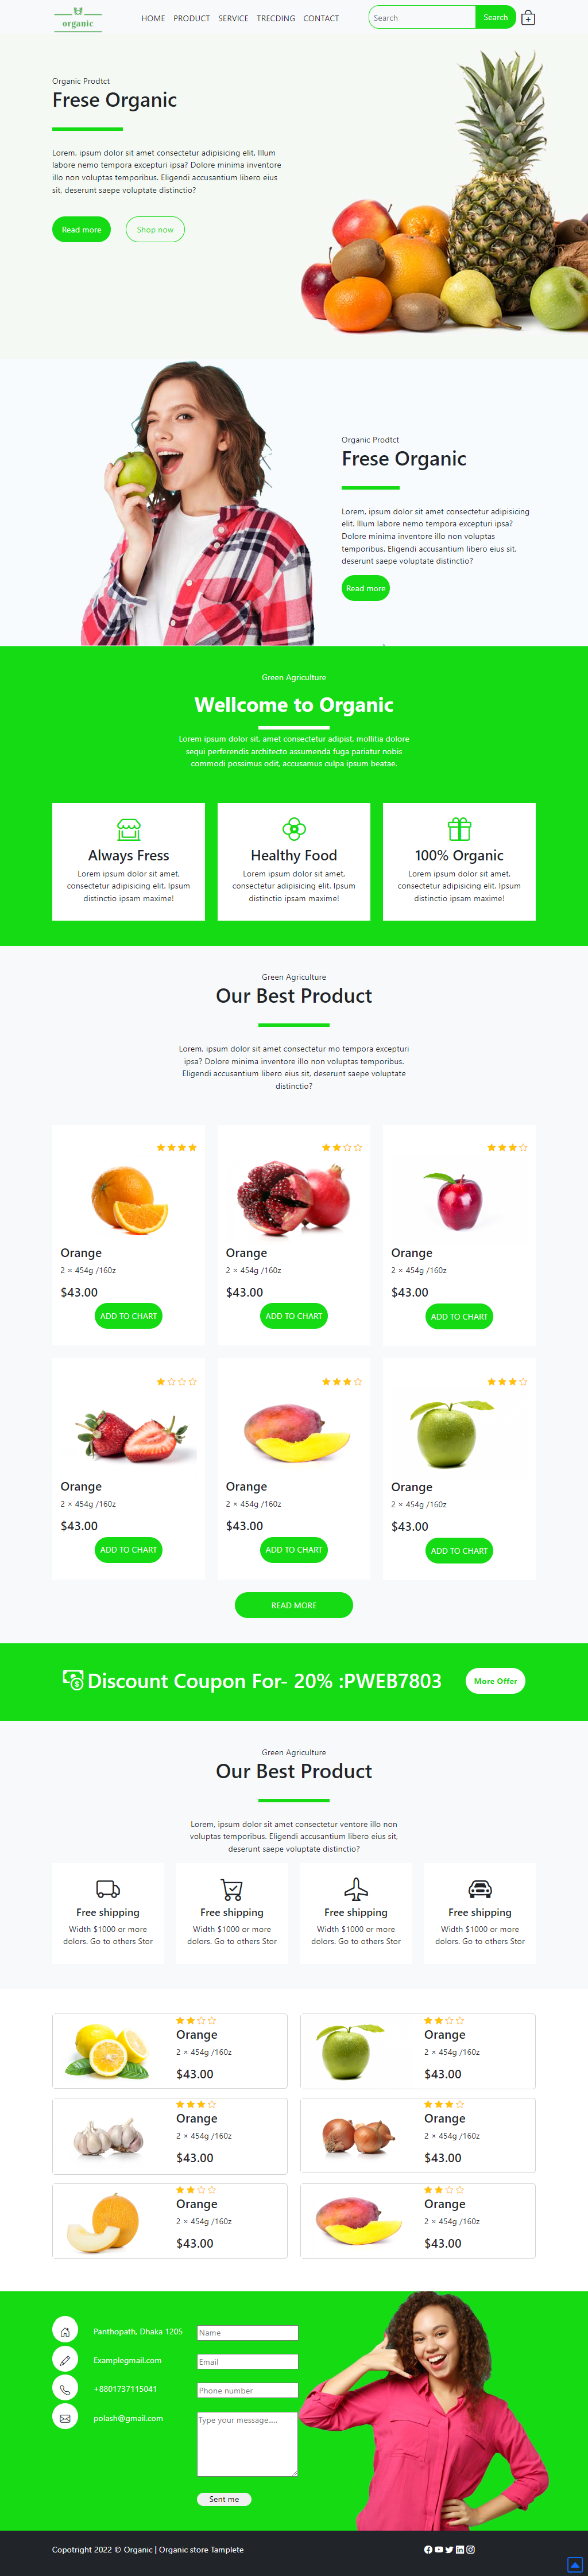 organic
HOME PRODUCT SERVICE TRECDING CONTACT
Search
Search
Organic Prodtct
Frese Organic
Lorem, ipsum dolor sit amet consectetur adipisicing elit. Illum
labore nemo tempora excepturi ipsa? Dolore minima inventore
illo non voluptas temporibus. Eligendi accusantium libero eius
sit, deserunt saepe voluptate distinctio?
Read more
Shop now
Organic Prodtct
Frese Organic
Lorem, ipsum dolor sit amet consectetur adipisicing
elit. Illum labore nemo tempora excepturi ipsa?
Dolore minima inventore illo non voluptas
temporibus. Eligendi accusantium libero eius sit,
deserunt saepe voluptate distinctio?
Read more
Green Agriculture
Wellcome to Organic
Lorem ipsum dolor sit, amet consectetur adipist, mollitia dolore
sequi perferendis architecto assumenda fuga pariatur nobis
commodi possimus odit, accusamus culpa ipsum beatae.
Always Fress
Lorem ipsum dolor sit amet,
consectetur adipisicing elit. Ipsum
distinctio ipsam maxime!
Healthy Food
Lorem ipsum dolor sit amet,
consectetur adipisicing elit. Ipsum
distinctio ipsam maxime!
100% Organic
Lorem ipsum dolor sit amet,
consectetur adipisicing elit. Ipsum
distinctio ipsam maxime!
Green Agriculture
Our Best Product
Lorem, ipsum dolor sit amet consectetur mo tempora excepturi
ipsa? Dolore minima inventore illo non voluptas temporibus.
Eligendi accusantium libero eius sit, deserunt saepe voluptate
distinctio?
Orange
2 × 454g /160z
$43.00
ADD TO CHART
Orange
2 × 454g /160z
$43.00
ADD TO CHART
Orange
2 × 454g /160z
$43.00
ADD TO CHART
Orange
2 × 454g /160z
$43.00
ADD TO CHART
Orange
2 × 454g /160z
$43.00
ADD TO CHART
Orange
2 × 454g /160z
$43.00
ADD TO CHART
READ MORE
Discount Coupon For- 20% :PWEB7803
More Offer
Green Agriculture
Our Best Product
Lorem, ipsum dolor sit amet consectetur ventore illo non
voluptas temporibus. Eligendi accusantium libero eius sit,
deserunt saepe voluptate distinctio?
Free shipping
Width $1000 or more
dolors. Go to others Stor
Free shipping
Width $1000 or more
dolors. Go to others Stor
Free shipping
Width $1000 or more
dolors. Go to others Stor
Free shipping
Width $1000 or more
dolors. Go to others Stor
Orange
2 × 454g /160z
$43.00
Orange
2 × 454g /160z
$43.00
Orange
2 × 454g /160z
$43.00
Orange
2 × 454g /160z
$43.00
Orange
2 × 454g /160z
$43.00
Orange
2 × 454g /160z
$43.00
Panthopath, Dhaka 1205
Examplegmail.com
+8801737115041
polash@gmail.com
Name
Email
Phone number
Type your message.....
Sent me
Copotright 2022 © Organic | Organic store Tamplete